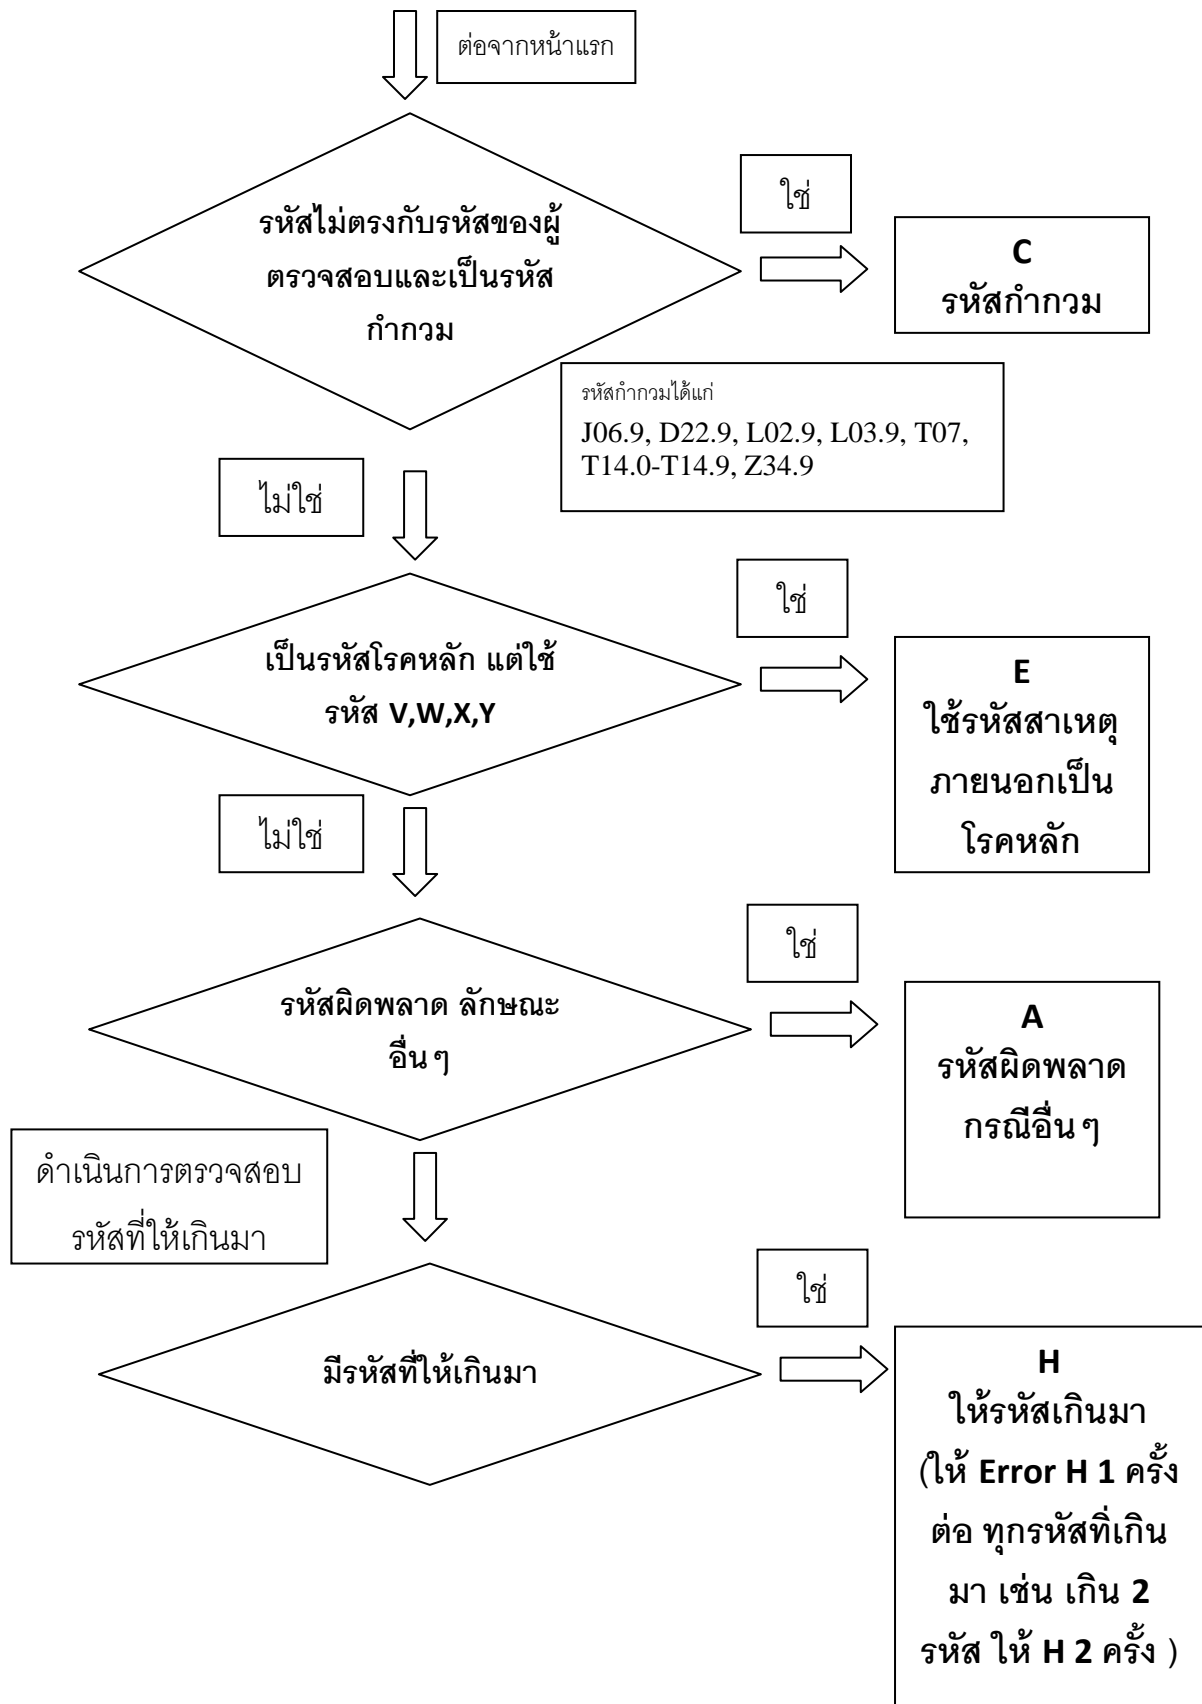 ต่อจากหน้าแรก
ใช่
รหัสไม่ตรงกับรหัสของผู้
ตรวจสอบและเป็นรหัส
กำกวม
C
รหัสกำกวม
รหัสกำกวมได้แก่
J06.9, D22.9, L02.9, L03.9, T07,
T14.0-T14.9, Z34.9
ไม่ใช่
ใช่
เป็นรหัสโรคหลัก แต่ใช้
รหัส V,W,X,Y
E
ใช้รหัสสาเหตุ
ภายนอกเป็น
โรคหลัก
ไม่ใช่
ใช่
รหัสผิดพลาด ลักษณะ
อื่นๆ
A
รหัสผิดพลาด
กรณีอื่นๆ
ดำเนินการตรวจสอบ
รหัสที่ให้เกินมา
ใช่
มีรหัสที่ให้เกินมา
H
ให้รหัสเกินมา
(ให้ Error H 1 ครั้ง
ต่อ ทุกรหัสที่เกิน
มา เช่น เกิน 2
รหัส ให้ H 2 ครั้ง )